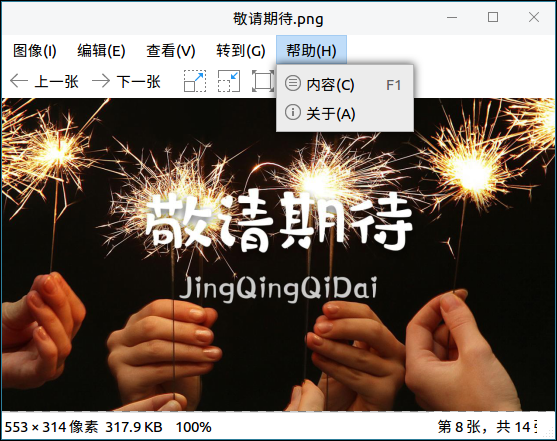 敬请期待.png
图像(I) 编辑(E) 查看(V) 转到(G) 帮助(H)
上一张 下一张
内容(C) F1
关于(A)
敬请期待
JingQingQiDai
553 × 314 像素 317.9 KB 100% 第 8 张，共 14